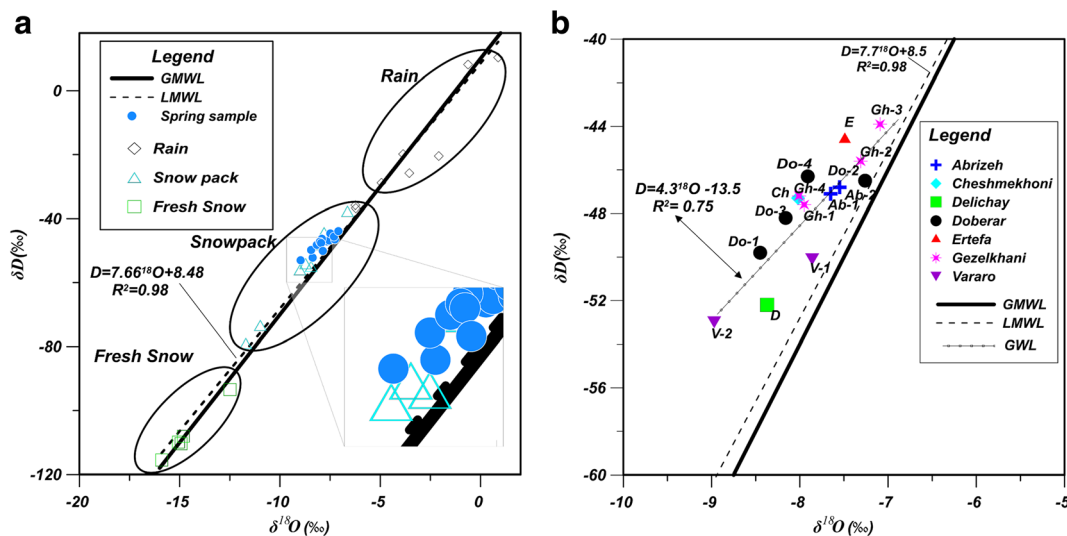 a
Legend
GMWL
LMWL
Spring sample
Rain
Snow pack
Fresh Snow
Rain
Snowpack
D=7.66¹⁸O+8.48
R²=0.98
Fresh Snow
0
-40
-80
-120
δD(‰)
-20
-15
-10
-5
0
δ¹⁸O (‰)
b
D=7.7¹⁸O+8.5
R²=0.98
Gh-3
E
Gh-2
Do-4
Do-2
Ch
Gh-4
Ab-2
Ab-1
Gh-1
Do-3
D=4.3¹⁸O -13.5
R²= 0.75
Do-1
V-1
D
V-2
Legend
Abrizeh
Cheshmekhoni
Delichay
Doberar
Ertefa
Gezelkhani
Vararo
GMWL
LMWL
GWL
-40
-44
-48
-52
-56
-60
δD(‰)
-10
-9
-8
-7
-6
-5
δ¹⁸O (‰)